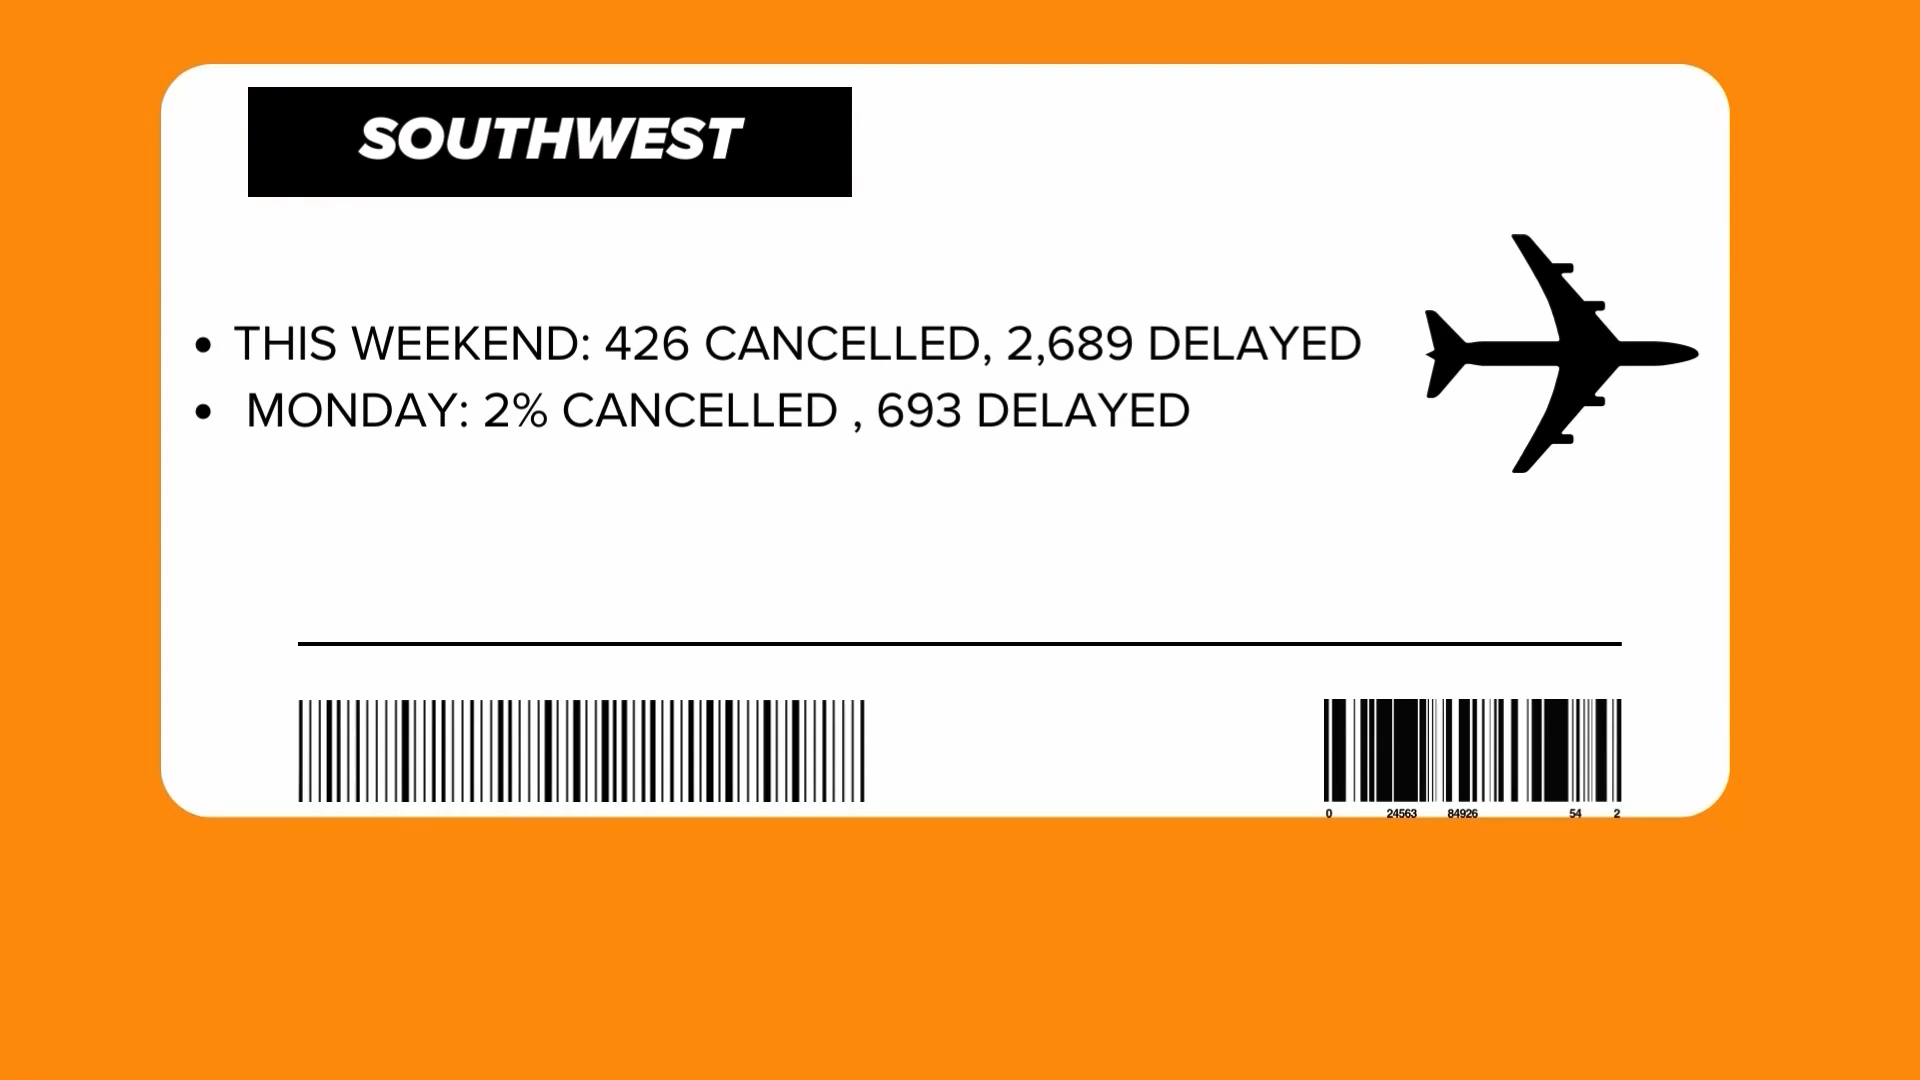 SOUTHWEST
• THIS WEEKEND: 426 CANCELLED, 2,689 DELAYED
• MONDAY: 2% CANCELLED , 693 DELAYED
0 24563 84926 54 2